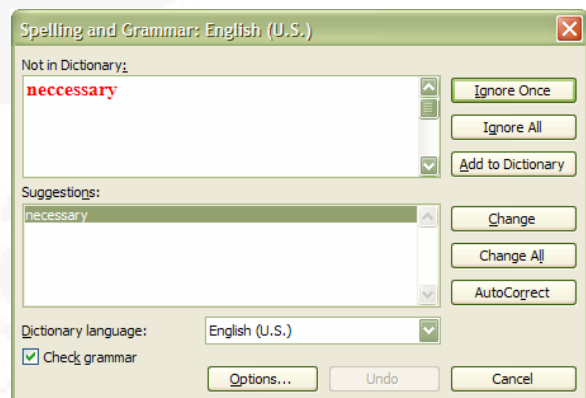 Spelling and Grammar: English (U.S.)
Not in Dictionary:
neccessary
Ignore Once
Ignore All
Add to Dictionary
Suggestions:
necessary
Change
Change All
AutoCorrect
Dictionary language: English (U.S.)
Check grammar
Options... Undo Cancel